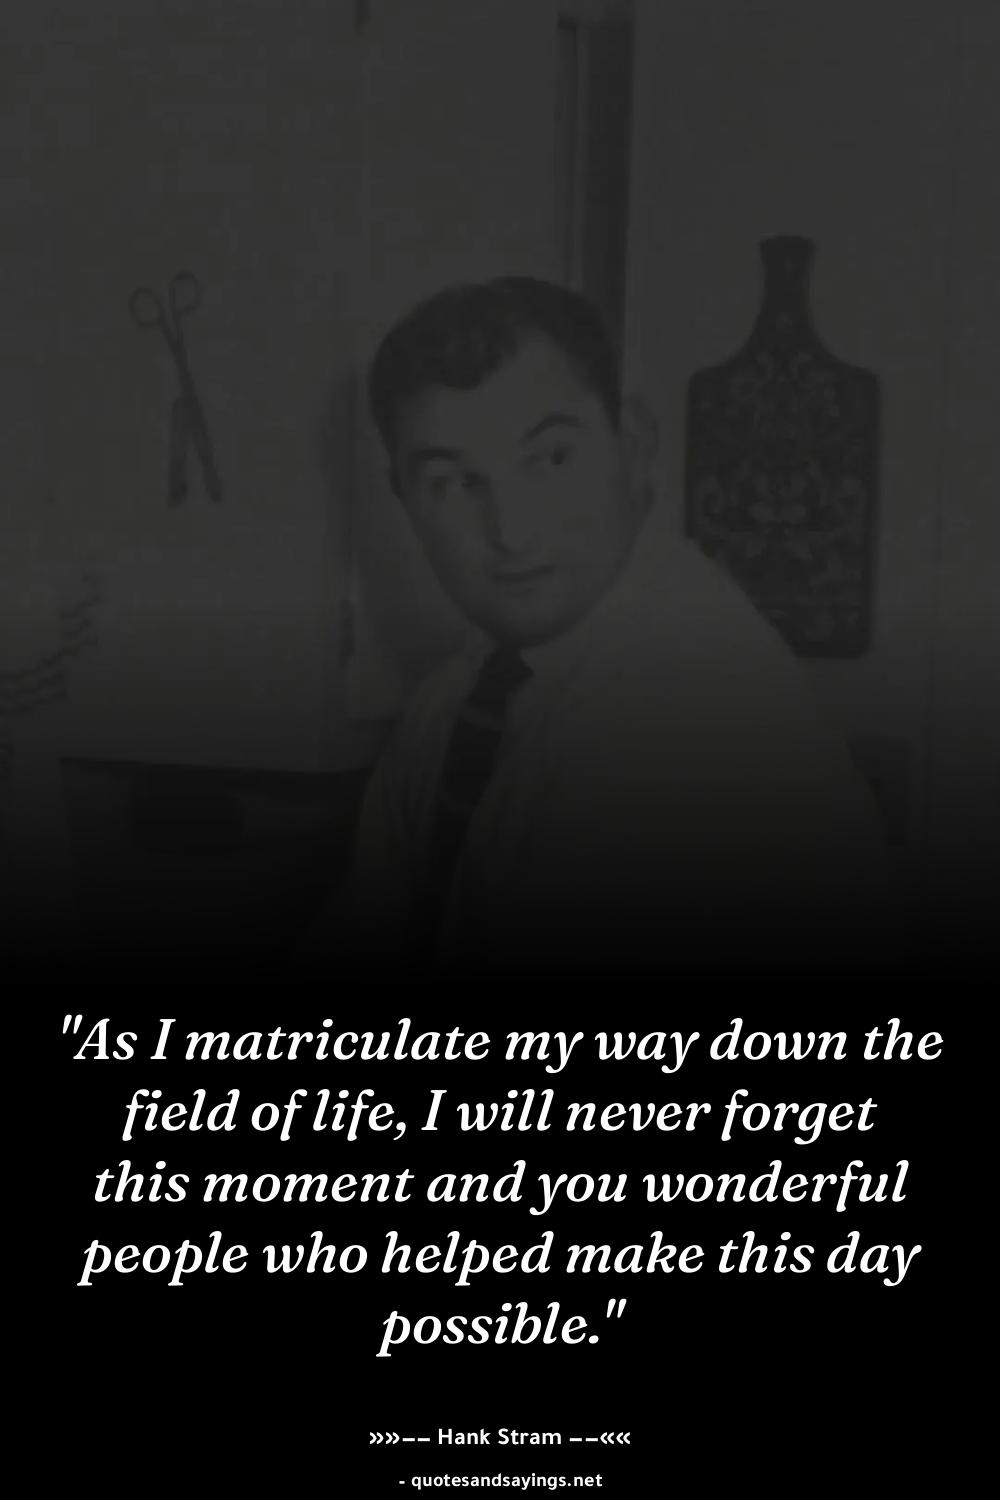 "As I matriculate my way down the
field of life, I will never forget
this moment and you wonderful
people who helped make this day
possible."
»»—— Hank Stram ——««
- quotesandsayings.net